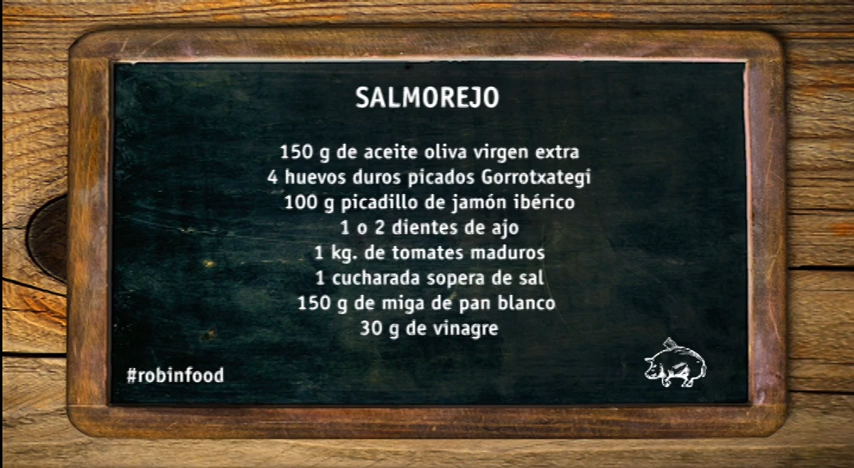 SALMOREJO
150 g de aceite oliva virgen extra
4 huevos duros picados Gorrotxategi
100 g picadillo de jamón ibérico
1 o 2 dientes de ajo
1 kg. de tomates maduros
1 cucharada sopera de sal
150 g de miga de pan blanco
30 g de vinagre
#robinfood